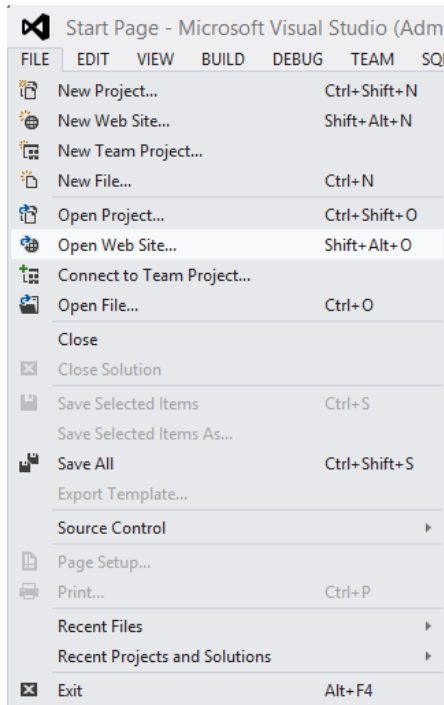 Start Page - Microsoft Visual Studio (Adm
FILE EDIT VIEW BUILD DEBUG TEAM SQ
New Project... Ctrl+Shift+N
New Web Site... Shift+Alt+N
New Team Project...
New File... Ctrl+N
Open Project... Ctrl+Shift+O
Open Web Site... Shift+Alt+O
Connect to Team Project...
Open File... Ctrl+O
Close
Close Solution
Save Selected Items Ctrl+S
Save Selected Items As...
Save All Ctrl+Shift+S
Export Template...
Source Control
Page Setup...
Print... Ctrl+P
Recent Files
Recent Projects and Solutions
Exit Alt+F4